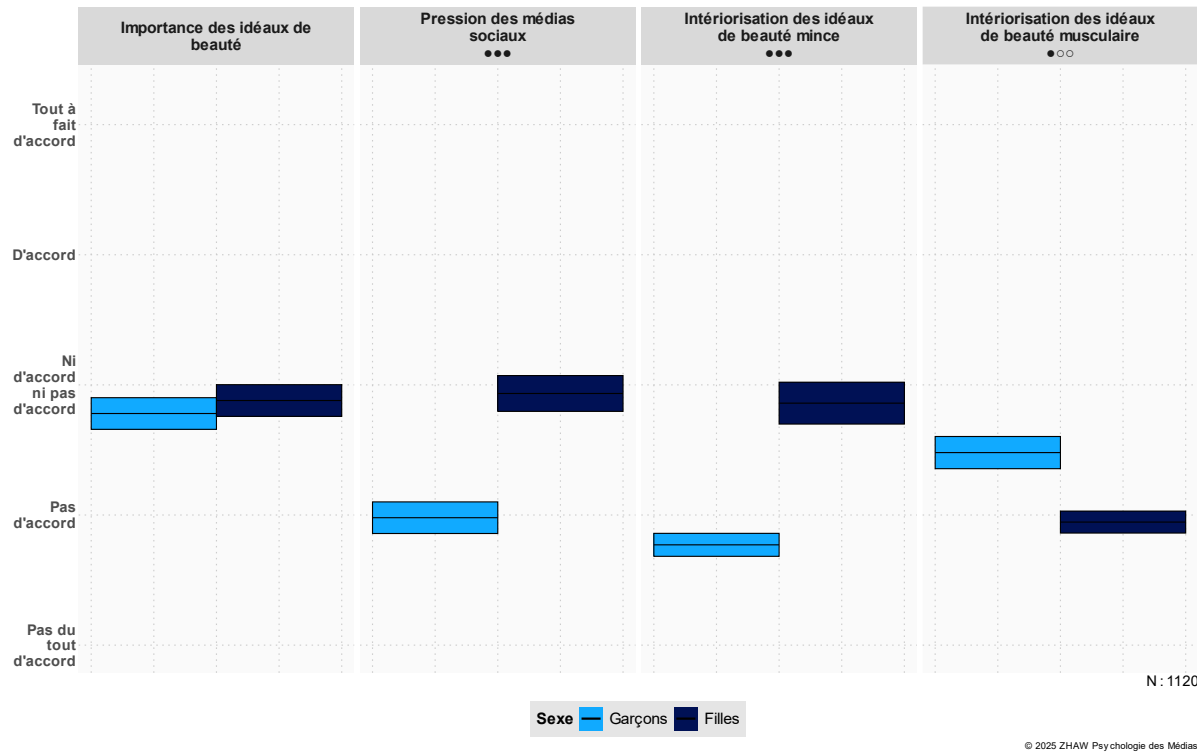 Importance des idéaux de
beauté
Pression des médias
sociaux
●●●
Intériorisation des idéaux
de beauté mince
●●●
Intériorisation des idéaux
de beauté musculaire
●○○
Tout à
fait
d'accord
D'accord
Ni
d'accord
ni pas
d'accord
Pas
d'accord
Pas du
tout
d'accord
N : 1120
Sexe Garçons Filles
© 2025 ZHAW Psychologie des Médias